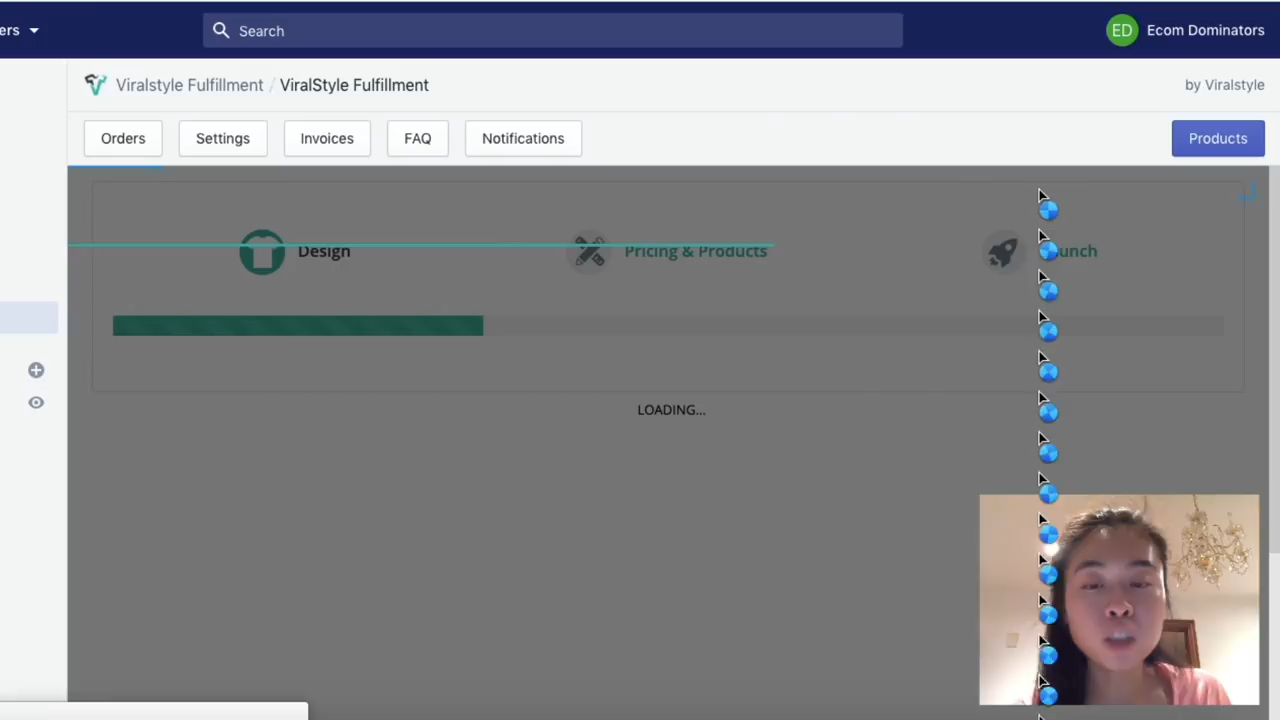 ers
Search
ED
Ecom Dominators
Viralstyle Fulfillment / ViralStyle Fulfillment
by Viralstyle
Orders
Settings
Invoices
FAQ
Notifications
Products
Design
Pricing & Products
unch
LOADING...